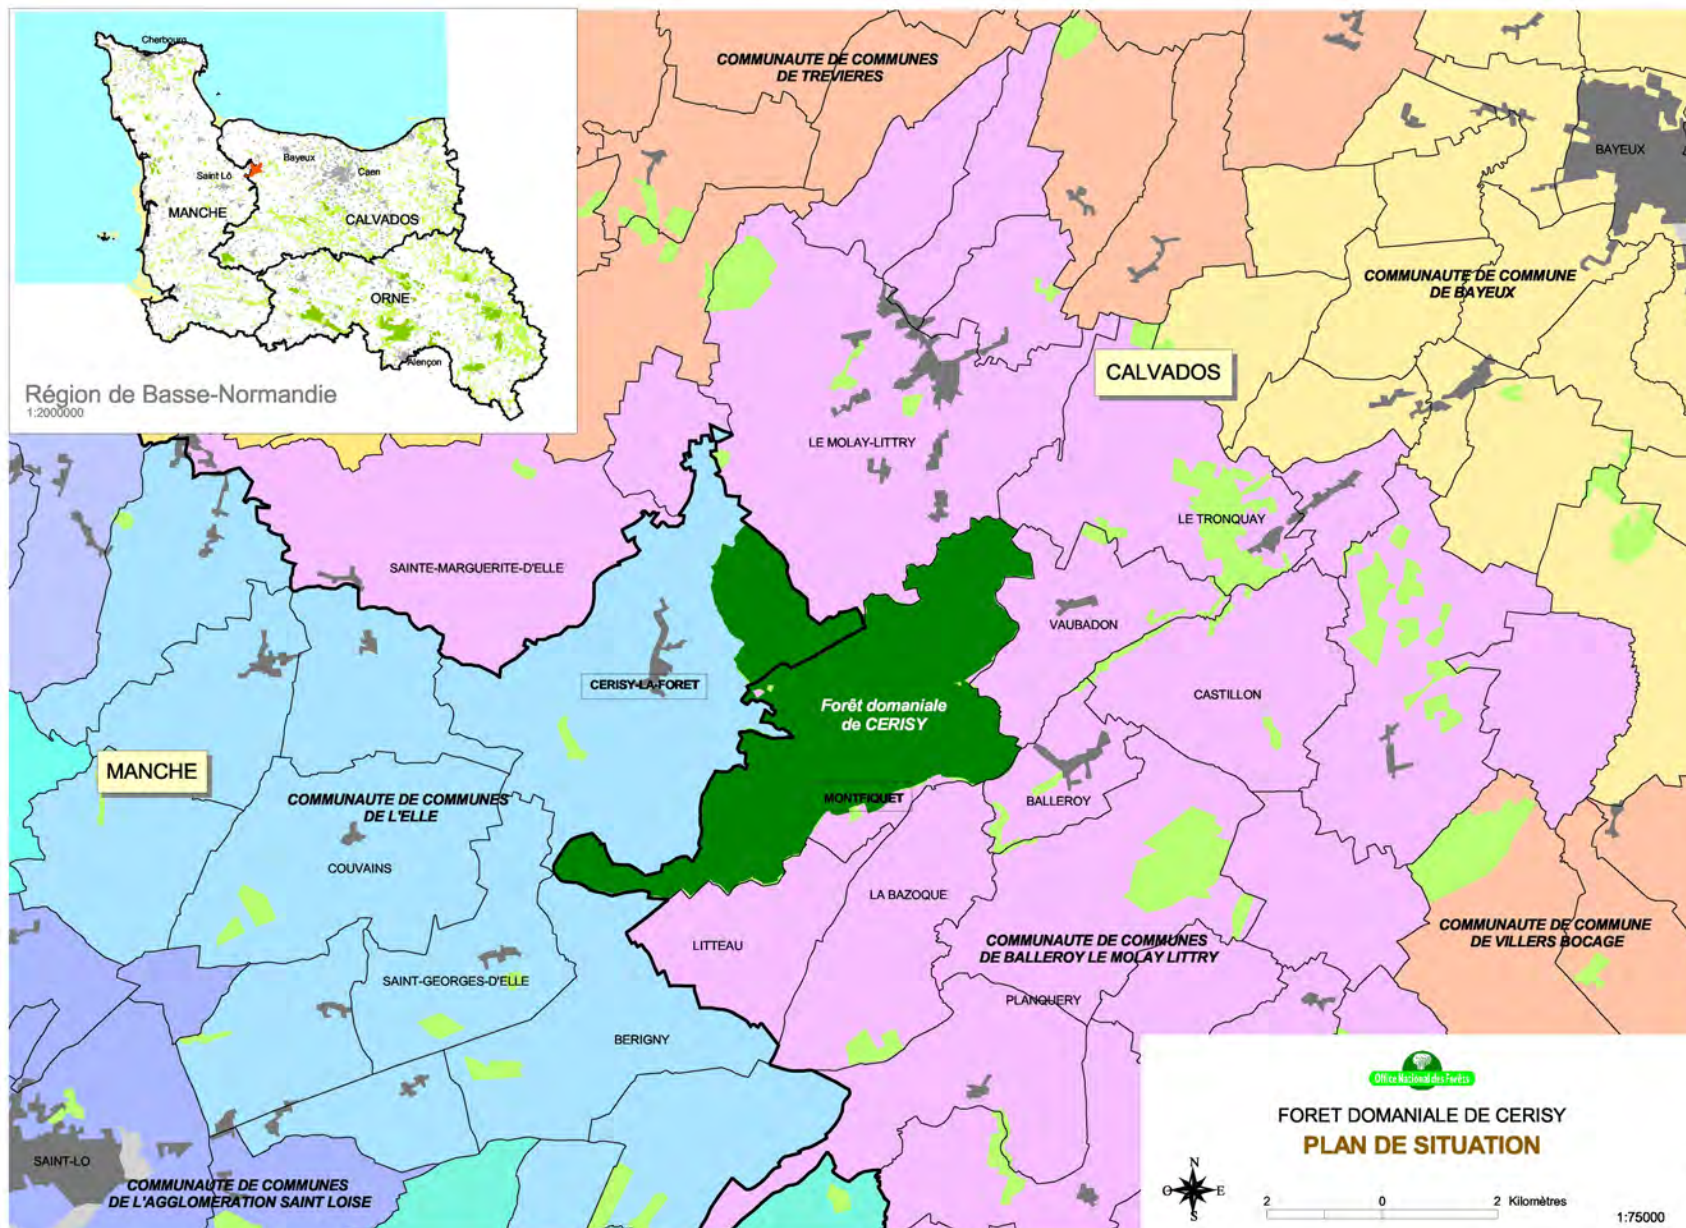 Cherbourg
Bayeux
Caen
Saint Lô
MANCHE
CALVADOS
ORNE
Alençon
Région de Basse-Normandie
1:2000000
COMMUNAUTE DE COMMUNES
DE TREVIERES
BAYEUX
COMMUNAUTE DE COMMUNE
DE BAYEUX
CALVADOS
LE MOLAY-LITTRY
LE TRONQUAY
SAINTE-MARGUERITE-D'ELLE
VAUBADON
CERISY-LA-FORET
CASTILLON
Forêt domaniale
de CERISY
MANCHE
COMMUNAUTE DE COMMUNES
DE L'ELLE
MONTFIQUET
BALLEROY
COUVAINS
LA BAZOQUE
COMMUNAUTE DE COMMUNE
DE VILLERS BOCAGE
LITTEAU
COMMUNAUTE DE COMMUNES
DE BALLEROY LE MOLAY LITTRY
SAINT-GEORGES-D'ELLE
PLANQUERY
BERIGNY
SAINT-LO
COMMUNAUTE DE COMMUNES
DE L'AGGLOMERATION SAINT LOISE
Office National des Forêts
FORET DOMANIALE DE CERISY
PLAN DE SITUATION
N
O E
S
2 0 2 Kilomètres
1:75000